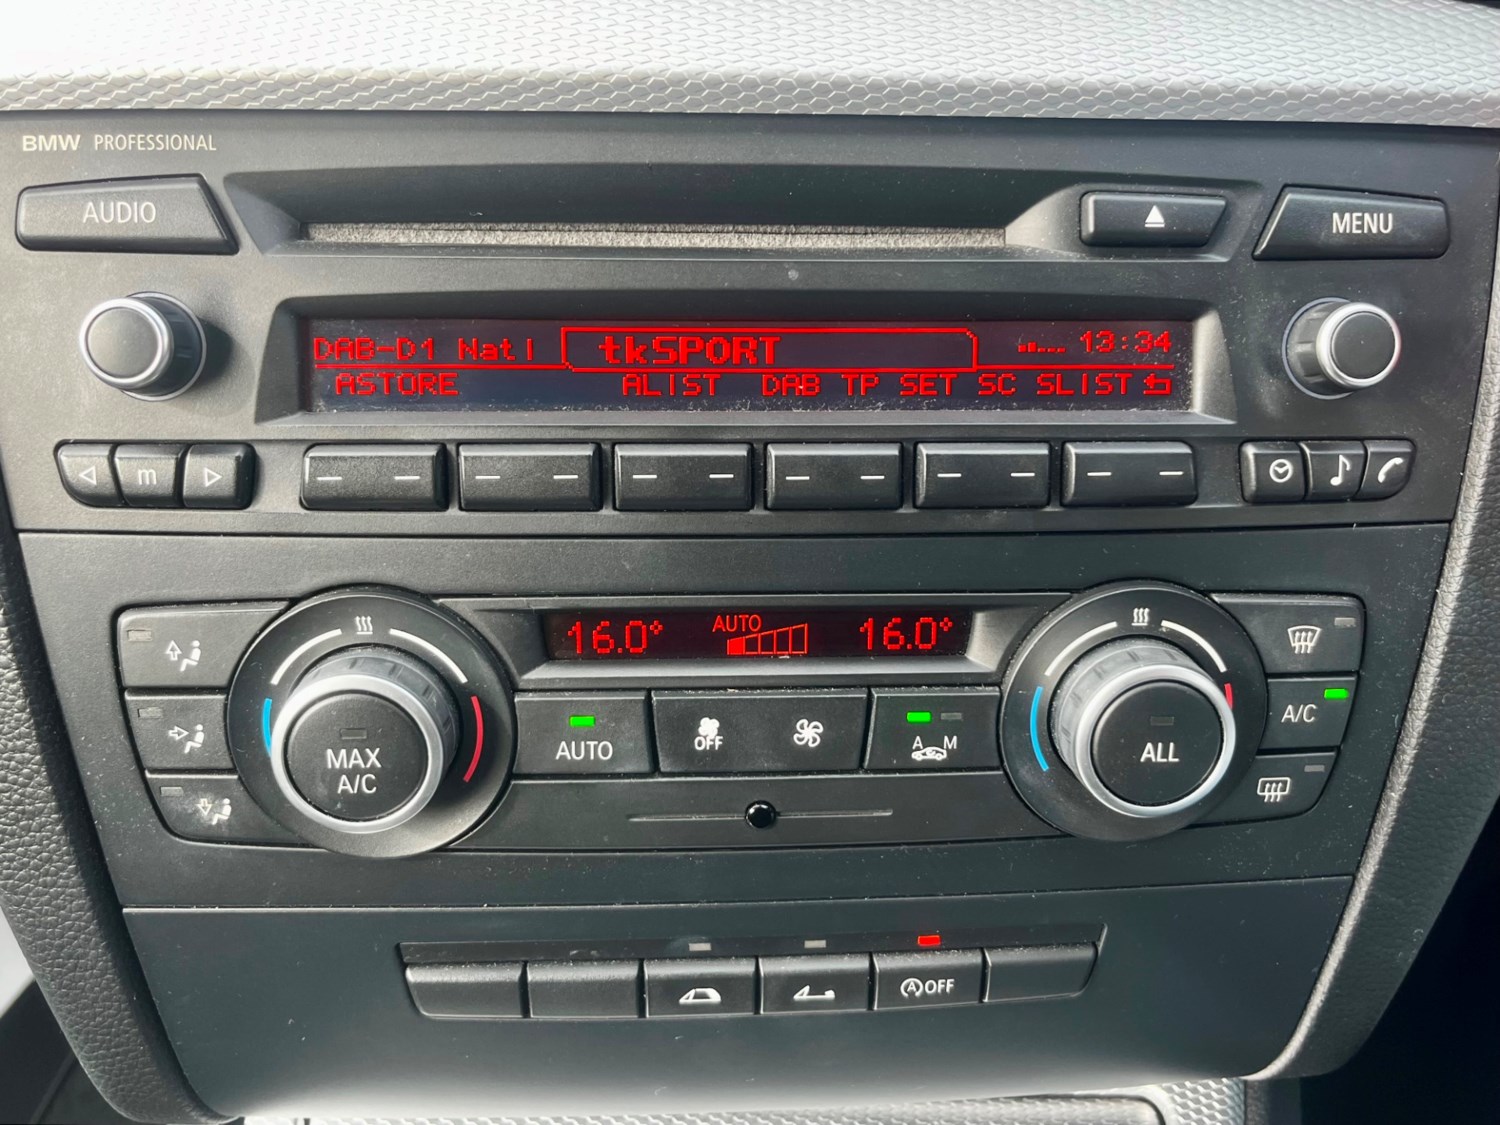 BMW PROFESSIONAL
AUDIO
MENU
DAB-D1 Nati tkSPORT 13:34
ASTORE ALIST DAB TP SET SC SLIST
m
16.0° AUTO 16.0°
MAX
A/C
AUTO
OFF
A M
ALL
A/C
A OFF